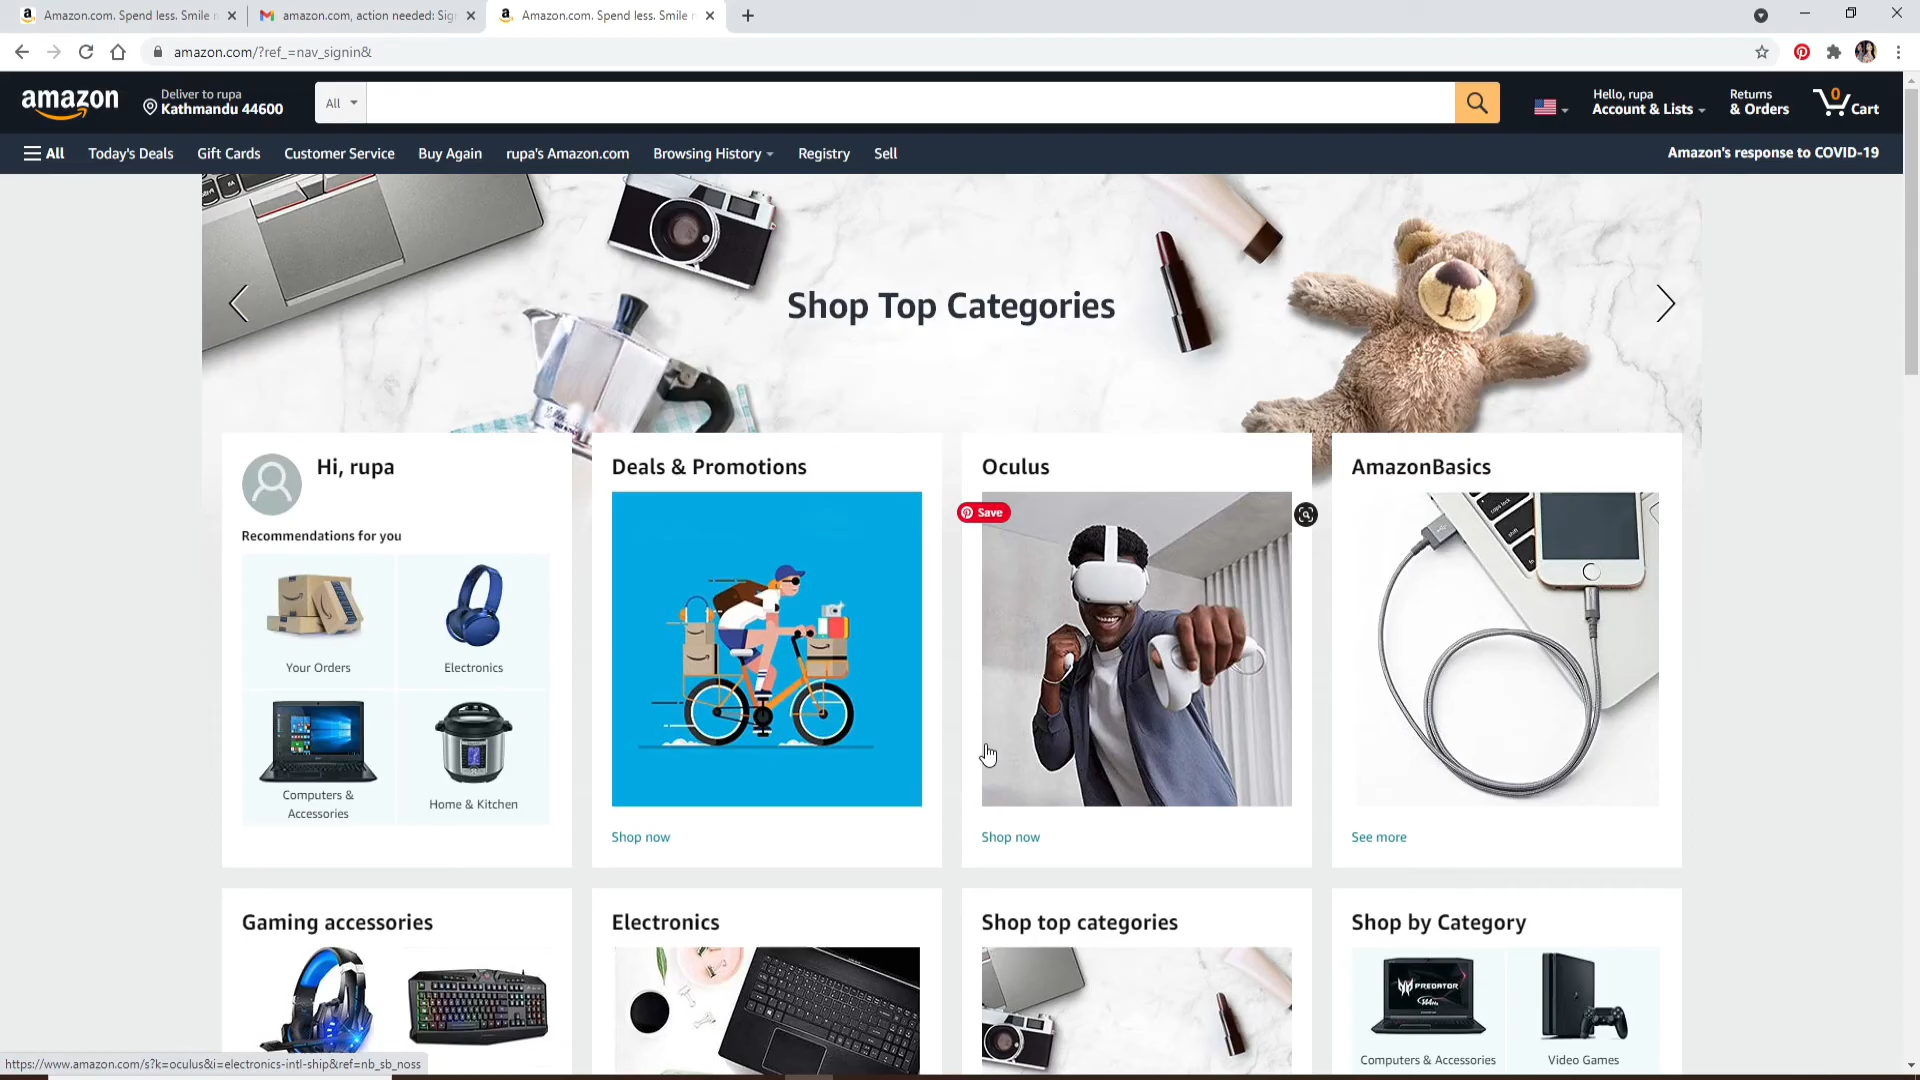 Amazon.com. Spend less. Smile
amazon.com, action needed: Sig
Amazon.com. Spend less. Smile
amazon.com/?ref_=nav_signin&
amazon
Deliver to rupa
Kathmandu 44600
All
Hello, rupa
Account & Lists
Returns
& Orders
0
Cart
All
Today's Deals
Gift Cards
Customer Service
Buy Again
rupa's Amazon.com
Browsing History
Registry
Sell
Amazon's response to COVID-19
Shop Top Categories
Hi, rupa
Recommendations for you
Your Orders
Electronics
Computers &
Accessories
Home & Kitchen
Deals & Promotions
Shop now
Oculus
Save
Shop now
AmazonBasics
See more
Gaming accessories
Electronics
Shop top categories
Shop by Category
PREDATOR
Computers & Accessories
Video Games
https://www.amazon.com/s?k=oculus&i=electronics-intl-ship&ref=nb_sb_noss